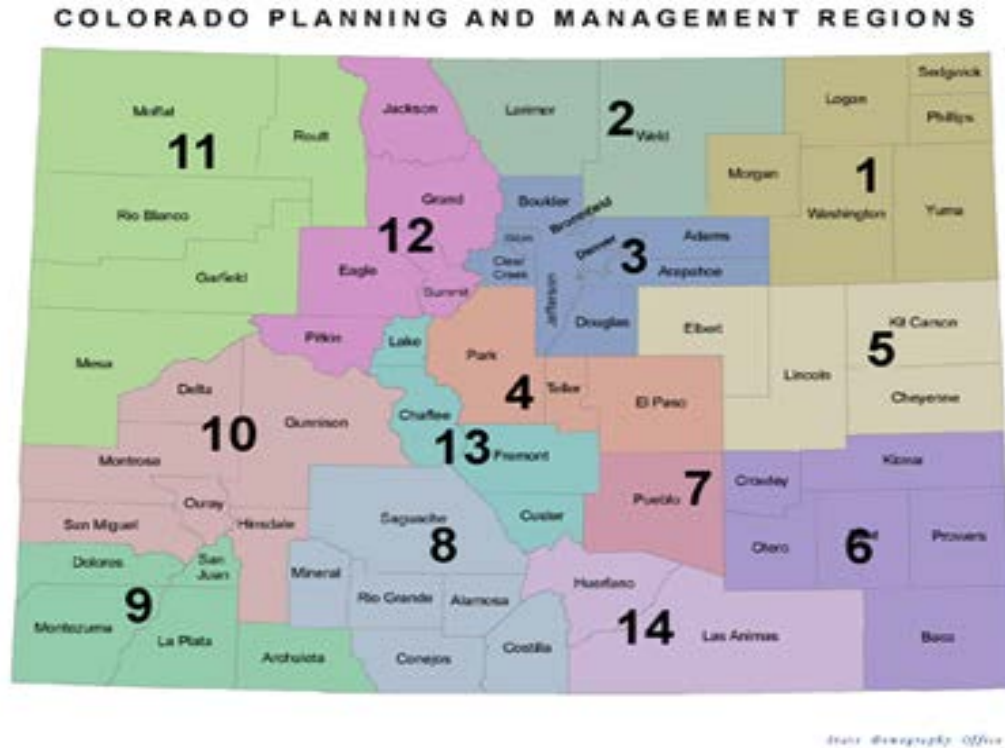 COLORADO PLANNING AND MANAGEMENT REGIONS
Moffat
11
Routt
Rio Blanco
Garfield
Mesa
Jackson
Grand
12
Eagle
Summit
Pitkin
Larimer
2
Weld
Logan
Sedgwick
Phillips
Morgan
1
Washington
Yuma
Boulder
Broomfield
Clear
Creek
Denver
3
Adams
Arapahoe
Jefferson
Douglas
Elbert
Lincoln
5
Kit Carson
Cheyenne
Lake
Park
4
Teller
El Paso
Chaffee
13
Fremont
Custer
Delta
10
Gunnison
Montrose
Ouray
San Miguel
Hinsdale
Dolores
San
Juan
9
Montezuma
La Plata
Archuleta
Saguache
8
Mineral
Rio Grande
Alamosa
Conejos
Costilla
Pueblo
7
Crowley
Kiowa
Otero
6
Prowers
Baca
Huerfano
14
Las Animas
State Demography Office